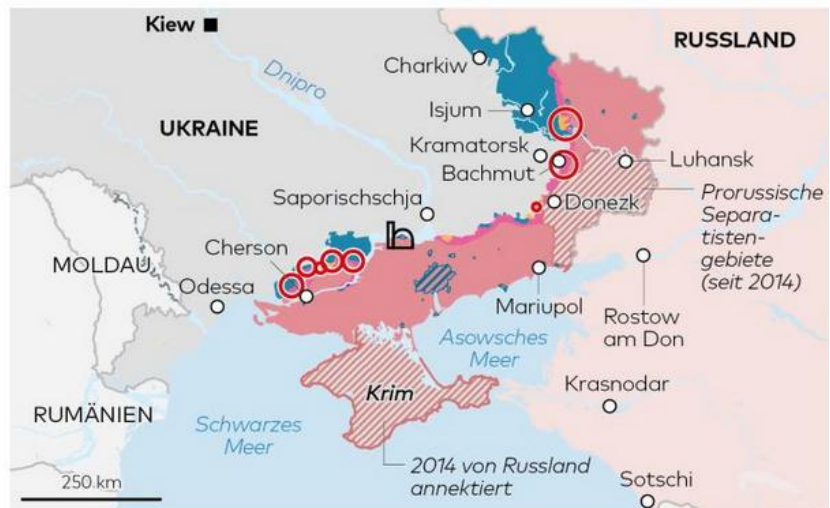 Kiew
RUSSLAND
Charkiw
Dnipro
Isjum
UKRAINE
Kramatorsk
Bachmut
Luhansk
Saporischschja
Donezk
Prorussische
Separa-
tisten-
gebiete
(seit 2014)
Cherson
MOLDAU
Odessa
Mariupol
Rostow
am Don
Asowsches
Meer
Krim
Krasnodar
RUMÄNIEN
Schwarzes
Meer
2014 von Russland
annektiert
250 km
Sotschi